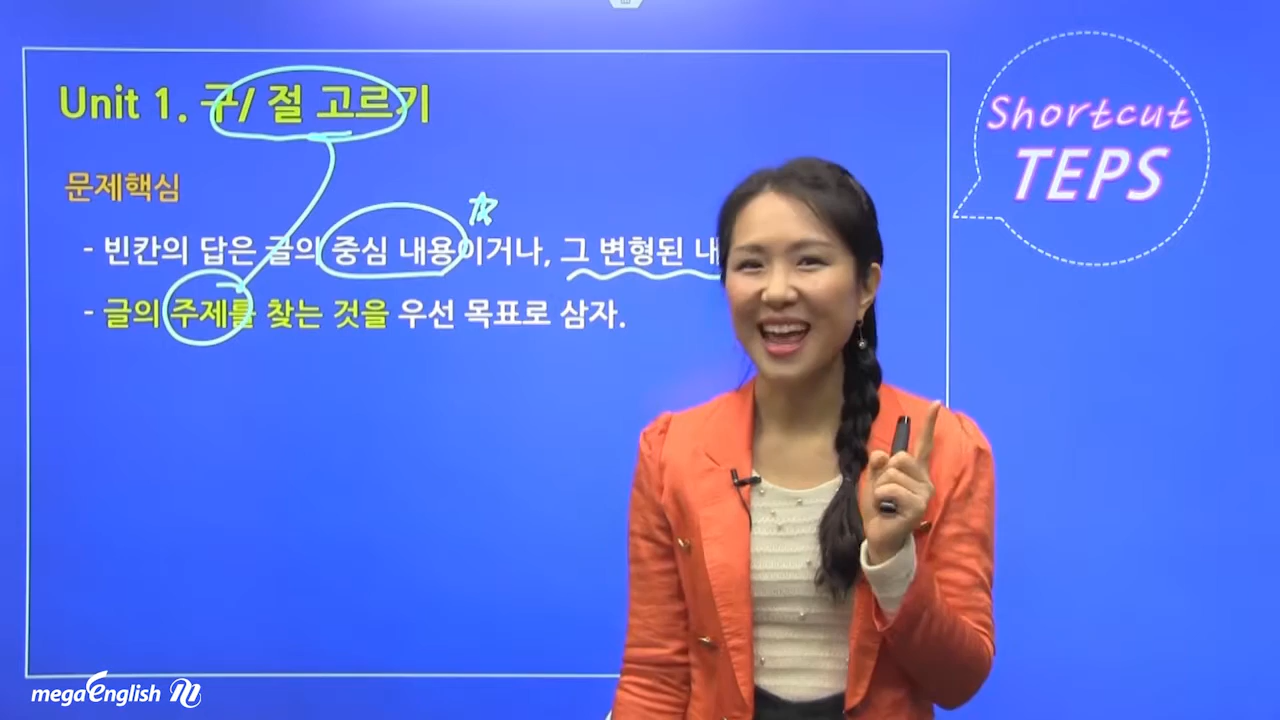 Unit 1. 구/ 절 고르기
문제핵심
- 빈칸의 답은 글의 중심 내용이거나, 그 변형된 내
- 글의 주제를 찾는 것을 우선 목표로 삼자.
Shortcut
TEPS
megaEnglish